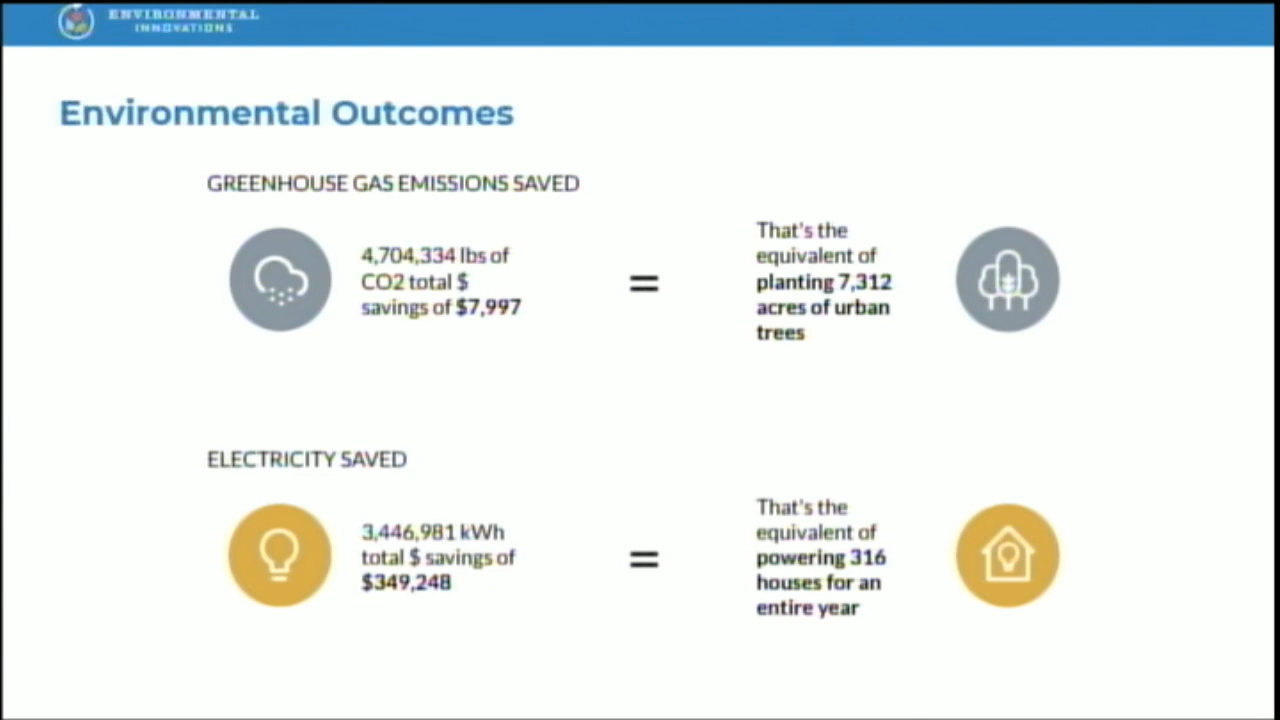 ENVIRONMENTAL
INNOVATIONS
Environmental Outcomes
GREENHOUSE GAS EMISSIONS SAVED
4,704,334 lbs of
CO2 total $
savings of $7,997
=
That's the
equivalent of
planting 7,312
acres of urban
trees
ELECTRICITY SAVED
3,446,981 kWh
total $ savings of
$349,248
=
That's the
equivalent of
powering 316
houses for an
entire year